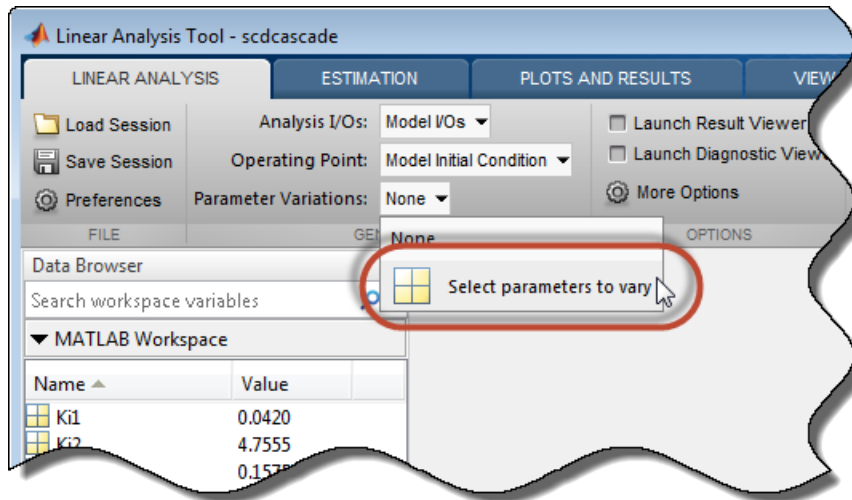 Linear Analysis Tool - scdcascade
LINEAR ANALYSIS ESTIMATION PLOTS AND RESULTS VIEW
Load Session Analysis I/Os: Model I/Os Launch Result Viewer
Save Session Operating Point: Model Initial Condition Launch Diagnostic Viewe
Preferences Parameter Variations: None More Options
FILE GE None OPTIONS
Select parameters to vary
Data Browser
Search workspace variables
MATLAB Workspace
Name Value
Ki1 0.0420
Ki2 4.7555